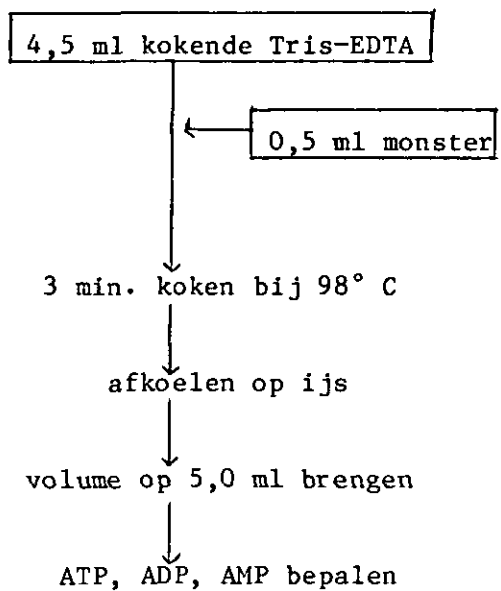 4,5 ml kokende Tris-EDTA
0,5 ml monster
3 min. koken bij 98° C
afkoelen op ijs
volume op 5,0 ml brengen
ATP, ADP, AMP bepalen